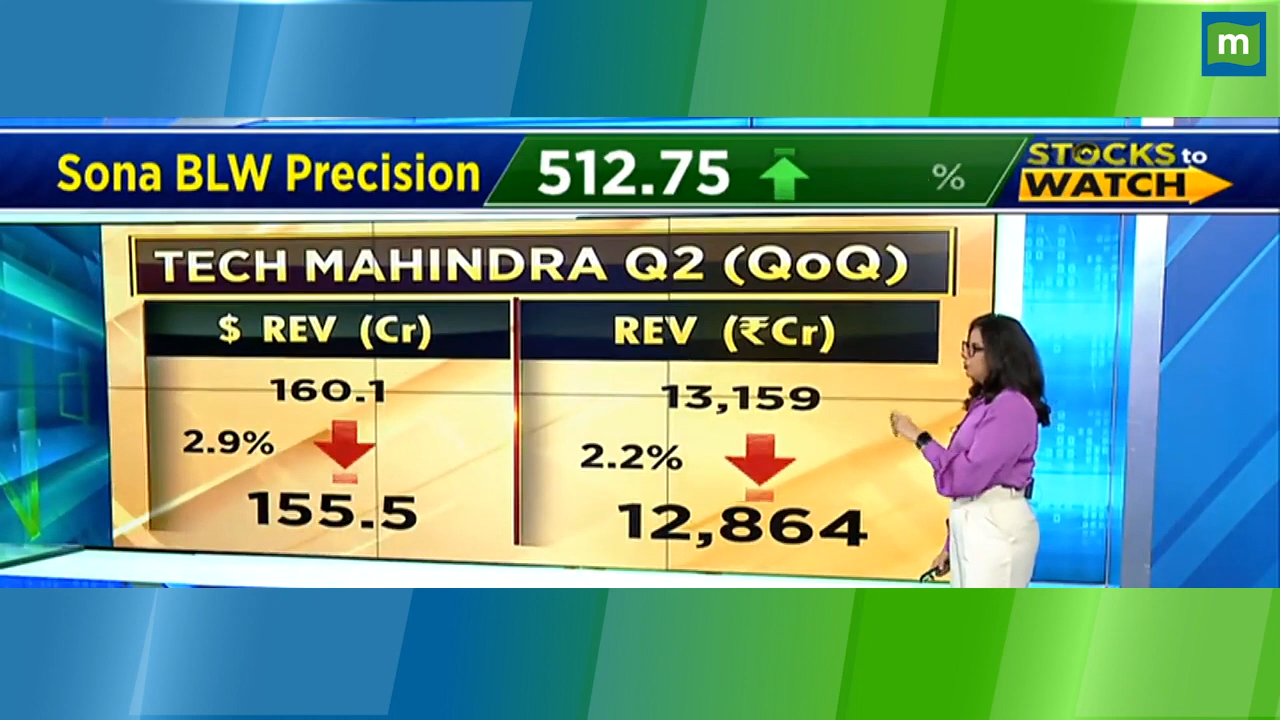 m
Sona BLW Precision 512.75 %
STOCKS to
WATCH
TECH MAHINDRA Q2 (QoQ)
$ REV (Cr) REV (₹Cr)
160.1 13,159
2.9% 2.2%
155.5 12,864